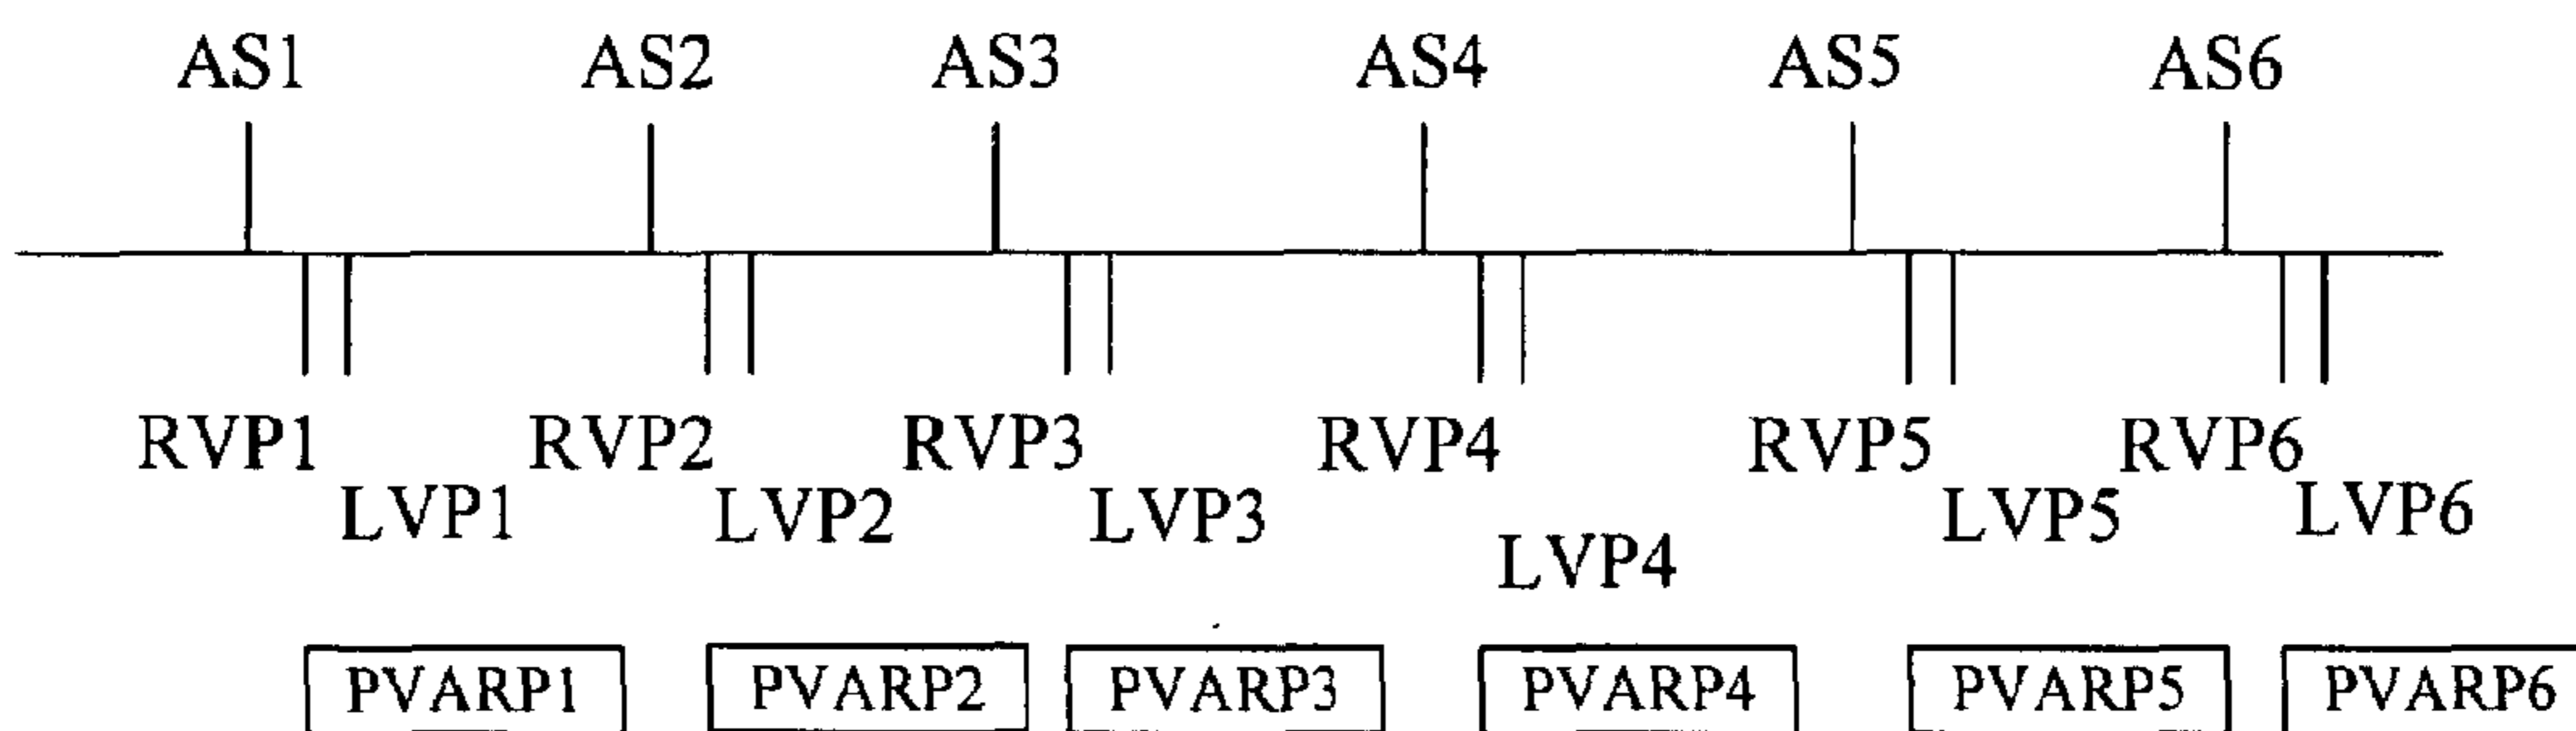 AS1 AS2 AS3 AS4 AS5 AS6
RVP1 RVP2 RVP3 RVP4 RVP5 RVP6
LVP1 LVP2 LVP3 LVP5 LVP6
LVP4
PVARP1 PVARP2 PVARP3 PVARP4 PVARP5 PVARP6